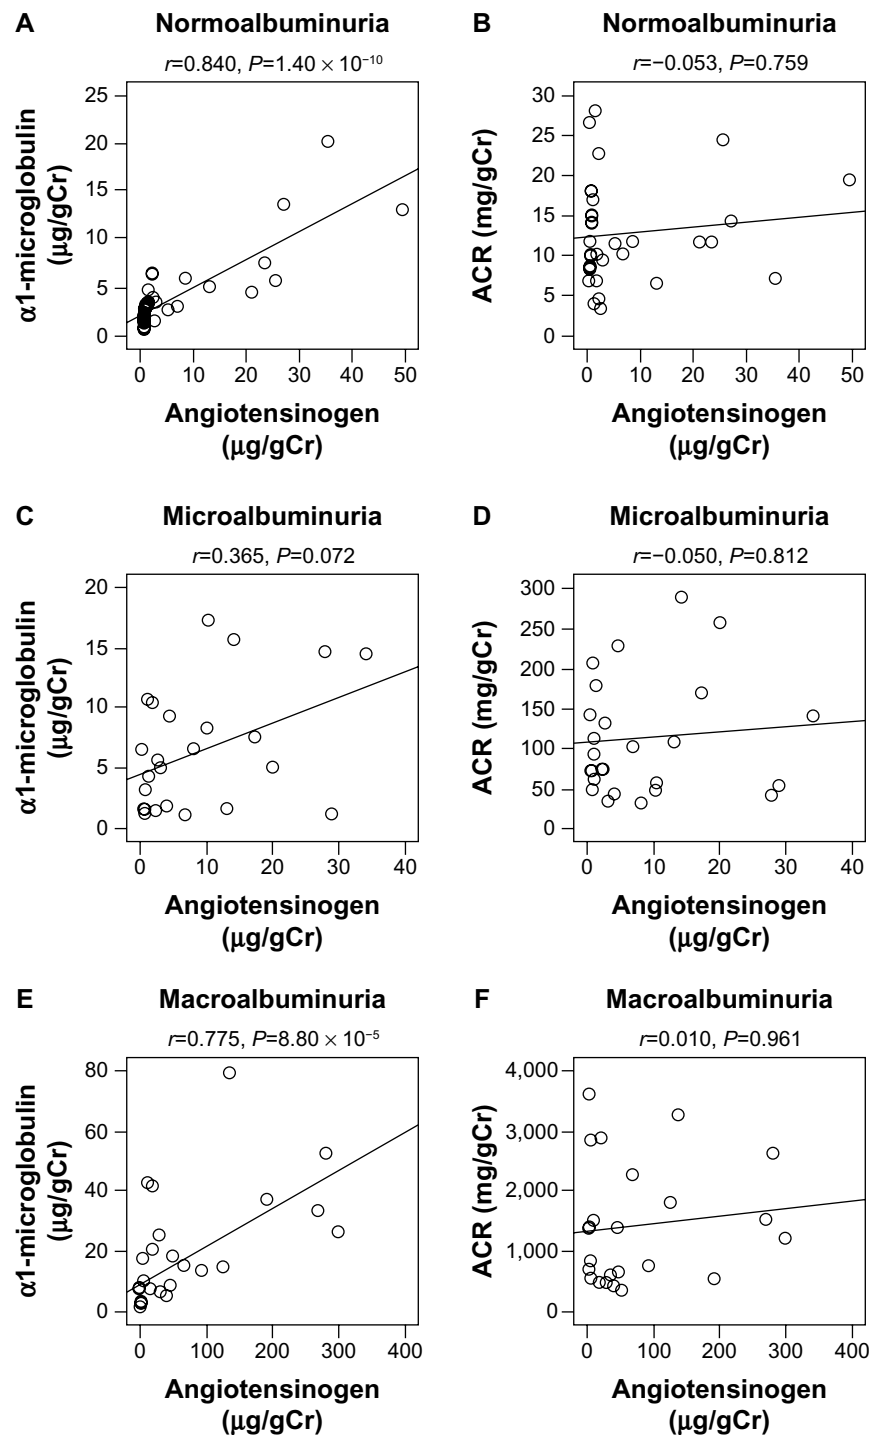 A
Normoalbuminuria
r=0.840, P=1.40 × 10⁻¹⁰
α1-microglobulin
(μg/gCr)
25
20
15
10
5
0
0 10 20 30 40 50
Angiotensinogen
(μg/gCr)
B
Normoalbuminuria
r=−0.053, P=0.759
ACR (mg/gCr)
30
25
20
15
10
5
0
0 10 20 30 40 50
Angiotensinogen
(μg/gCr)
C
Microalbuminuria
r=0.365, P=0.072
α1-microglobulin
(μg/gCr)
20
15
10
5
0
0 10 20 30 40
Angiotensinogen
(μg/gCr)
D
Microalbuminuria
r=−0.050, P=0.812
ACR (mg/gCr)
300
250
200
150
100
50
0
0 10 20 30 40
Angiotensinogen
(μg/gCr)
E
Macroalbuminuria
r=0.775, P=8.80 × 10⁻⁵
α1-microglobulin
(μg/gCr)
80
60
40
20
0
0 100 200 300 400
Angiotensinogen
(μg/gCr)
F
Macroalbuminuria
r=0.010, P=0.961
ACR (mg/gCr)
4,000
3,000
2,000
1,000
0
0 100 200 300 400
Angiotensinogen
(μg/gCr)